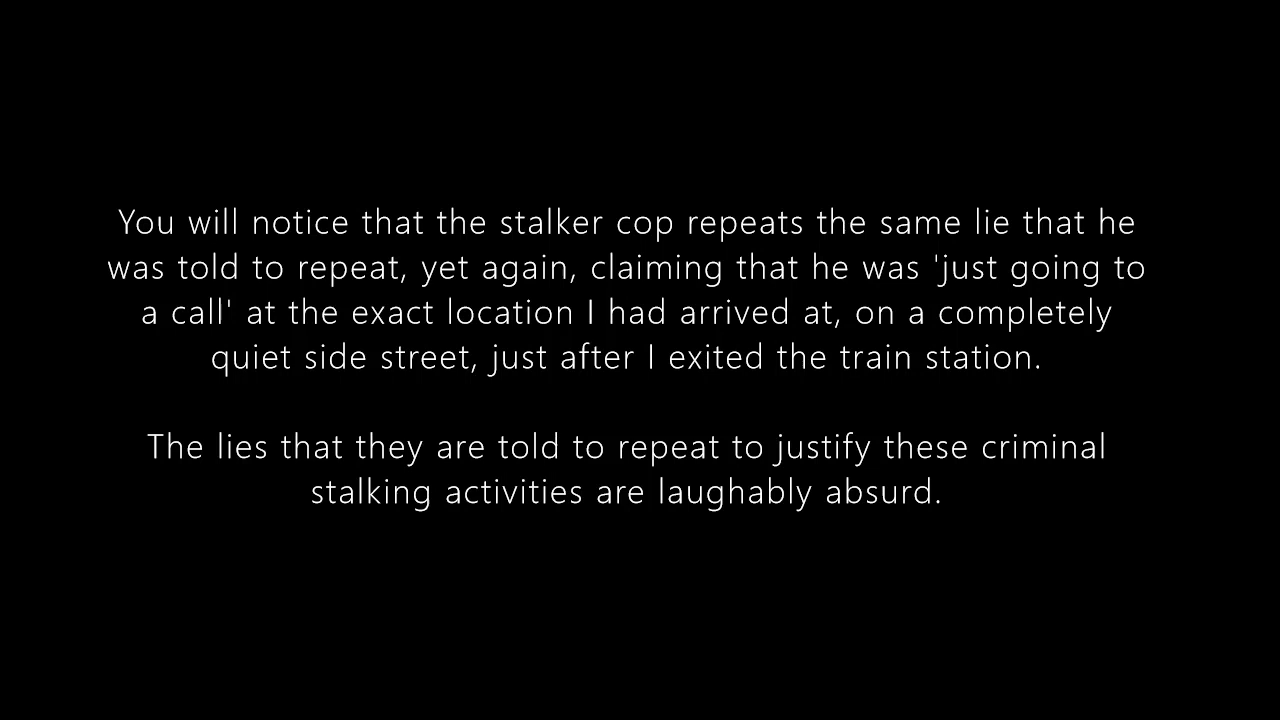 You will notice that the stalker cop repeats the same lie that he
was told to repeat, yet again, claiming that he was 'just going to
a call' at the exact location I had arrived at, on a completely
quiet side street, just after I exited the train station.
The lies that they are told to repeat to justify these criminal
stalking activities are laughably absurd.